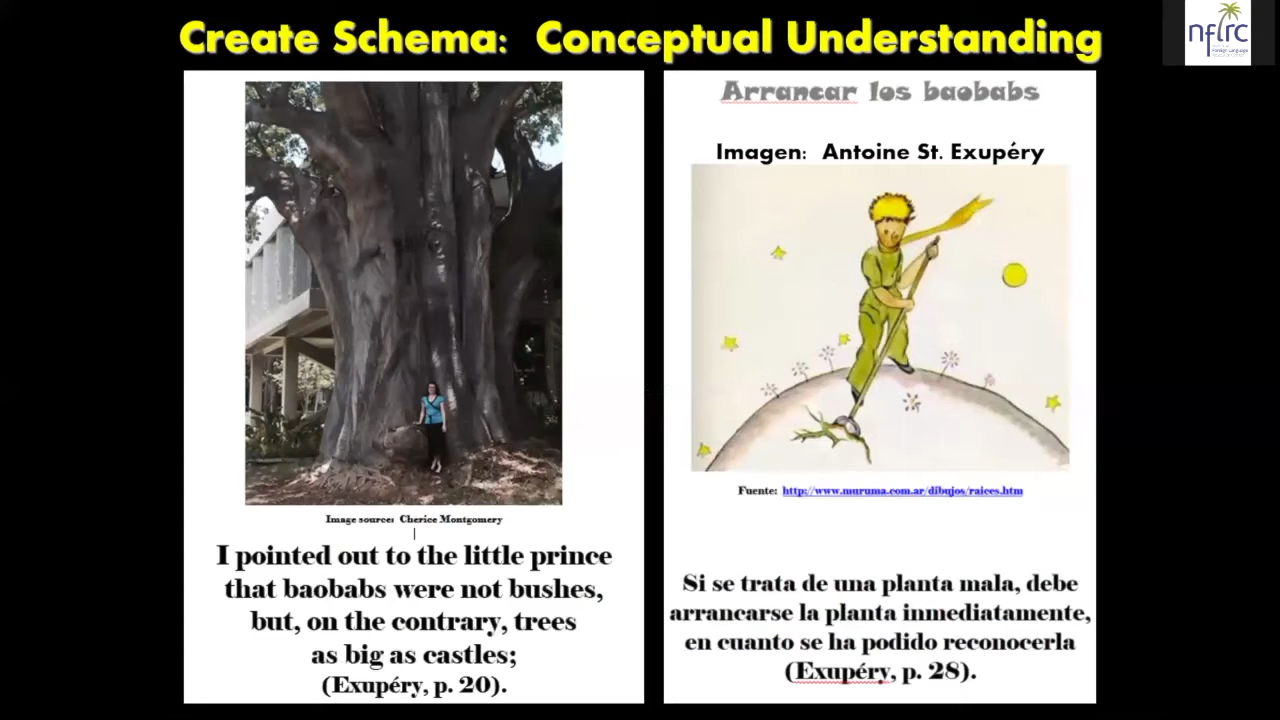 Create Schema: Conceptual Understanding
nflrc
Image source: Cherice Montgomery
I pointed out to the little prince
that baobabs were not bushes,
but, on the contrary, trees
as big as castles;
(Exupéry, p. 20).
Arrancar los baobabs
Imagen: Antoine St. Exupéry
Fuente: http://www.muruma.com.ar/dibujos/raices.htm
Si se trata de una planta mala, debe
arrancarse la planta inmediatamente,
en cuanto se ha podido reconocerla
(Exupéry, p. 28).